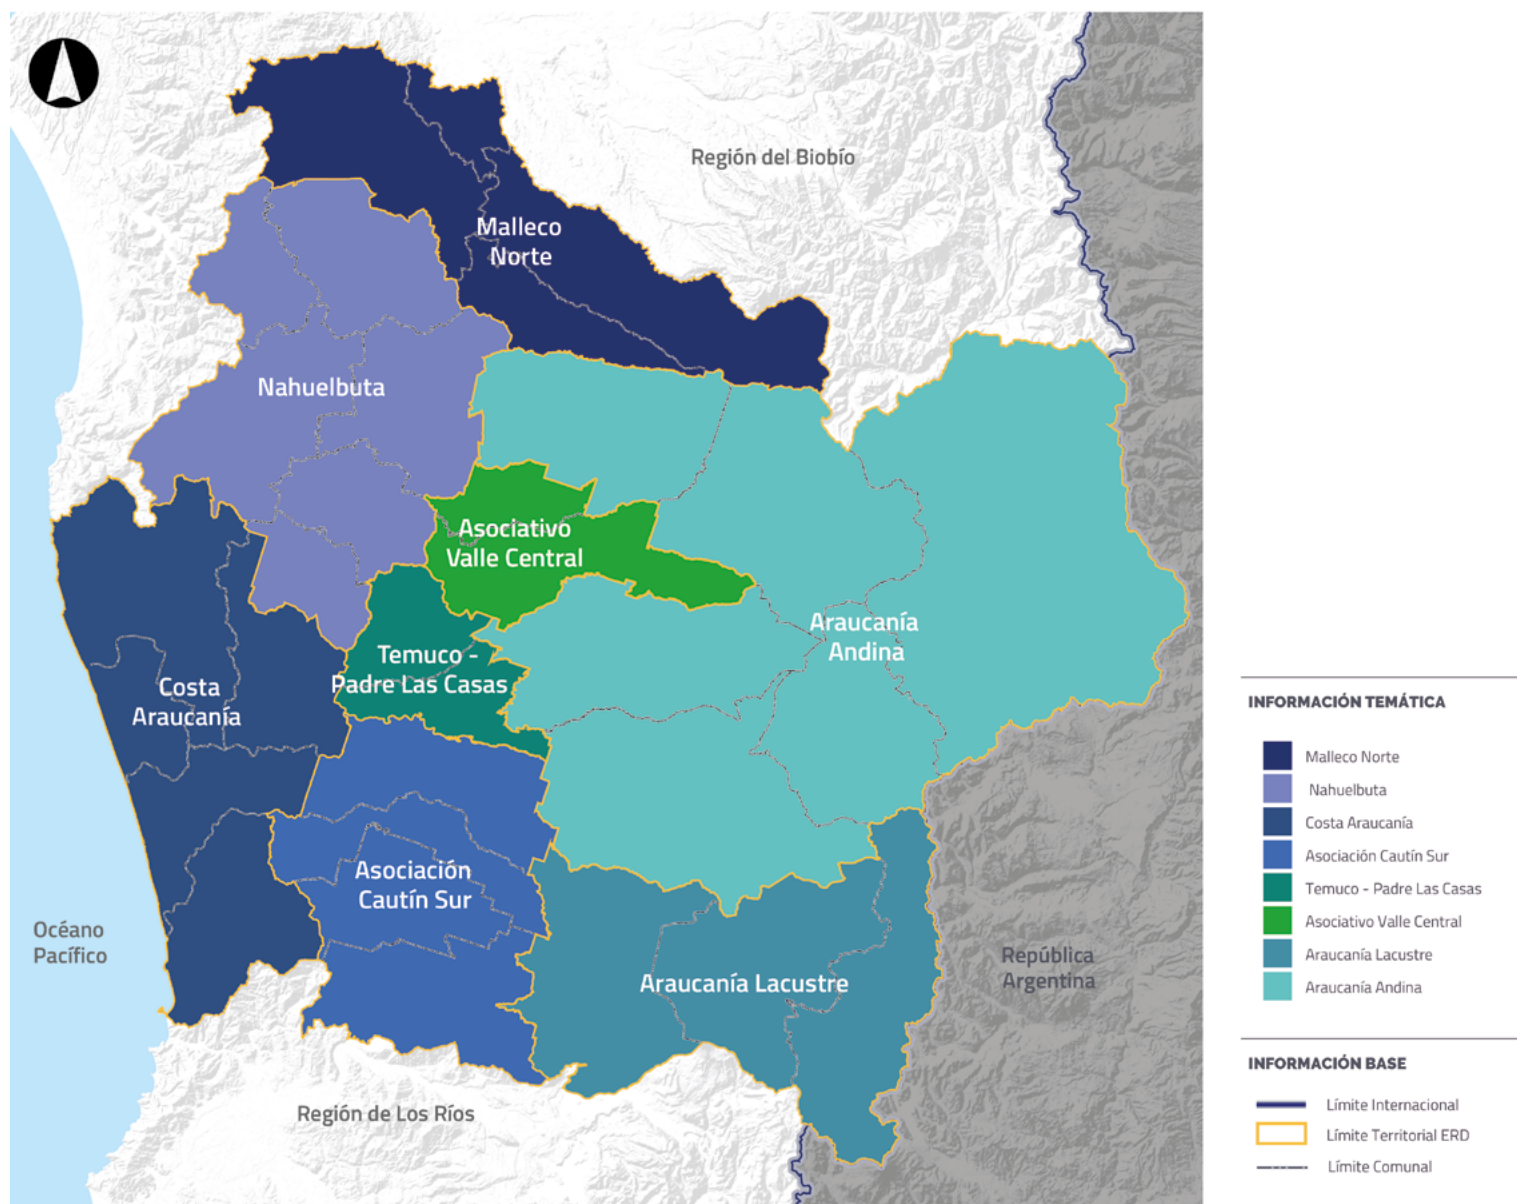 Región del Biobío
Malleco
Norte
Nahuelbuta
Asociativo
Valle Central
Araucanía
Andina
Temuco -
Padre Las Casas
Costa
Araucanía
Asociación
Cautín Sur
Océano
Pacífico
Araucanía Lacustre
República
Argentina
Región de Los Ríos
INFORMACIÓN TEMÁTICA
Malleco Norte
Nahuelbuta
Costa Araucanía
Asociación Cautín Sur
Temuco - Padre Las Casas
Asociativo Valle Central
Araucanía Lacustre
Araucanía Andina
INFORMACIÓN BASE
Límite Internacional
Límite Territorial ERD
Límite Comunal